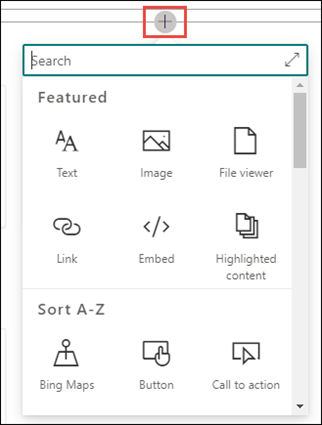 Search
Featured
Text Image File viewer
Link Embed Highlighted
content
Sort A-Z
Bing Maps Button Call to action